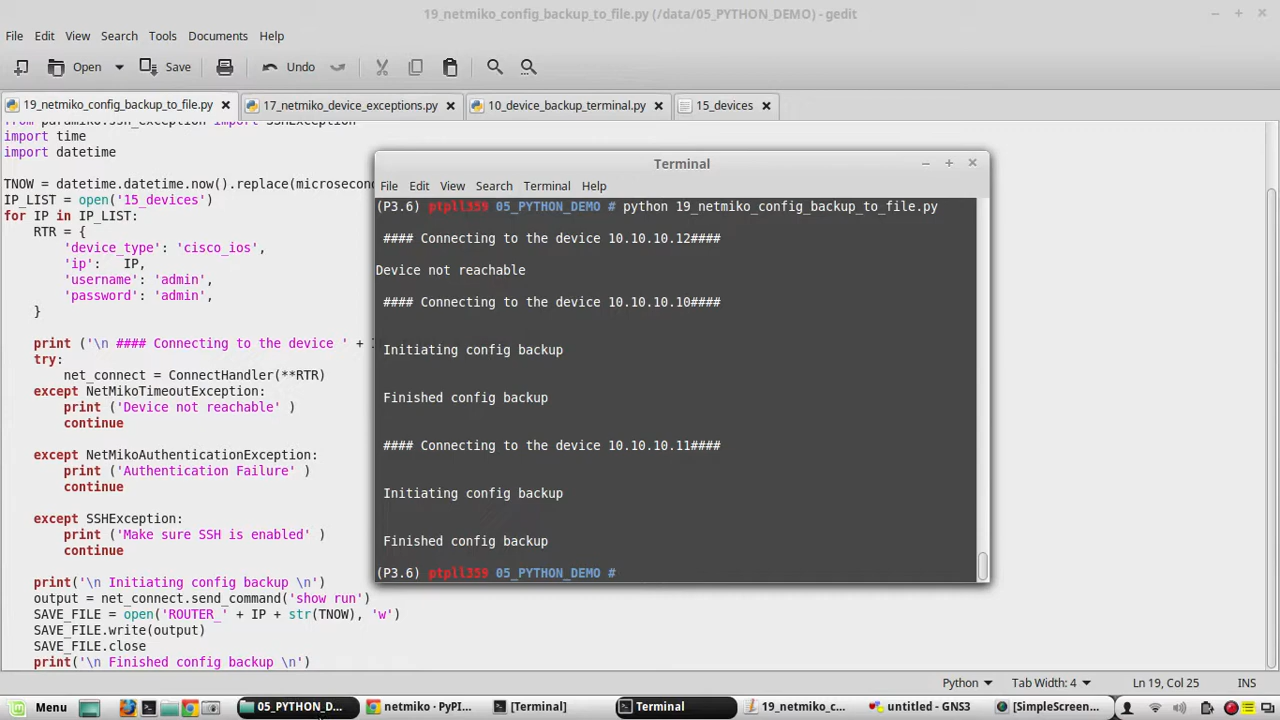 19_netmiko_config_backup_to_file.py (/data/05_PYTHON_DEMO) - gedit
File Edit View Search Tools Documents Help
Open Save Undo
19_netmiko_config_backup_to_file.py 17_netmiko_device_exceptions.py 10_device_backup_terminal.py 15_devices
from paramiko.ssh_exception import SSHException
import time
import datetime
TNOW = datetime.datetime.now().replace(microsecond
IP_LIST = open('15_devices')
for IP in IP_LIST:
RTR = {
'device_type': 'cisco_ios',
'ip': IP,
'username': 'admin',
'password': 'admin',
}
print ('\n #### Connecting to the device ' + I
try:
net_connect = ConnectHandler(**RTR)
except NetMikoTimeoutException:
print ('Device not reachable' )
continue
except NetMikoAuthenticationException:
print ('Authentication Failure' )
continue
except SSHException:
print ('Make sure SSH is enabled' )
continue
print('\n Initiating config backup \n')
output = net_connect.send_command('show run')
SAVE_FILE = open('ROUTER_' + IP + str(TNOW), 'w')
SAVE_FILE.write(output)
SAVE_FILE.close
print('\n Finished config backup \n')
Terminal
File Edit View Search Terminal Help
(P3.6) ptpll359 05_PYTHON_DEMO # python 19_netmiko_config_backup_to_file.py
#### Connecting to the device 10.10.10.12####
Device not reachable
#### Connecting to the device 10.10.10.10####
Initiating config backup
Finished config backup
#### Connecting to the device 10.10.10.11####
Initiating config backup
Finished config backup
(P3.6) ptpll359 05_PYTHON_DEMO #
Python Tab Width: 4 Ln 19, Col 25 INS
Menu 05_PYTHON_D... netmiko · PyPI... [Terminal] Terminal 19_netmiko_c... untitled - GNS3 [SimpleScreen... 21:09